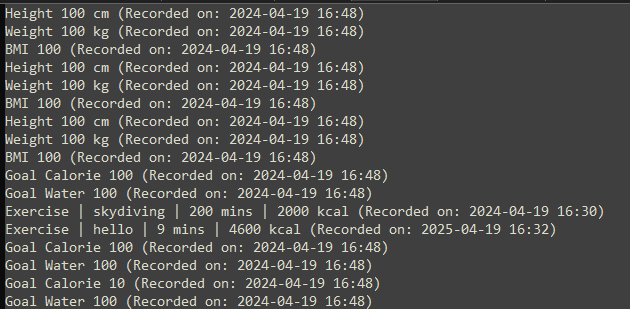 Height 100 cm (Recorded on: 2024-04-19 16:48)
Weight 100 kg (Recorded on: 2024-04-19 16:48)
BMI 100 (Recorded on: 2024-04-19 16:48)
Height 100 cm (Recorded on: 2024-04-19 16:48)
Weight 100 kg (Recorded on: 2024-04-19 16:48)
BMI 100 (Recorded on: 2024-04-19 16:48)
Height 100 cm (Recorded on: 2024-04-19 16:48)
Weight 100 kg (Recorded on: 2024-04-19 16:48)
BMI 100 (Recorded on: 2024-04-19 16:48)
Goal Calorie 100 (Recorded on: 2024-04-19 16:48)
Goal Water 100 (Recorded on: 2024-04-19 16:48)
Exercise | skydiving | 200 mins | 2000 kcal (Recorded on: 2024-04-19 16:30)
Exercise | hello | 9 mins | 4600 kcal (Recorded on: 2025-04-19 16:32)
Goal Calorie 100 (Recorded on: 2024-04-19 16:48)
Goal Water 100 (Recorded on: 2024-04-19 16:48)
Goal Calorie 10 (Recorded on: 2024-04-19 16:48)
Goal Water 100 (Recorded on: 2024-04-19 16:48)